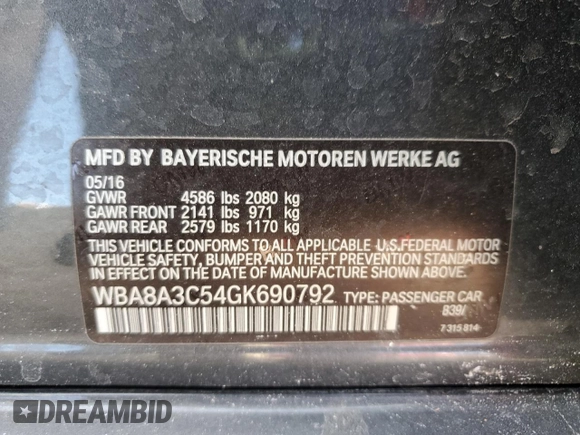 MFD BY BAYERISCHE MOTOREN WERKE AG
05/16
GVWR 4586 lbs 2080 kg
GAWR FRONT 2141 lbs 971 kg
GAWR REAR 2579 lbs 1170 kg
THIS VEHICLE CONFORMS TO ALL APPLICABLE U.S.FEDERAL MOTOR
VEHICLE SAFETY, BUMPER AND THEFT PREVENTION STANDARDS
IN EFFECT ON THE DATE OF MANUFACTURE SHOWN ABOVE.
WBA8A3C54GK690792 TYPE: PASSENGER CAR
839/
7 315 814
DREAMBID